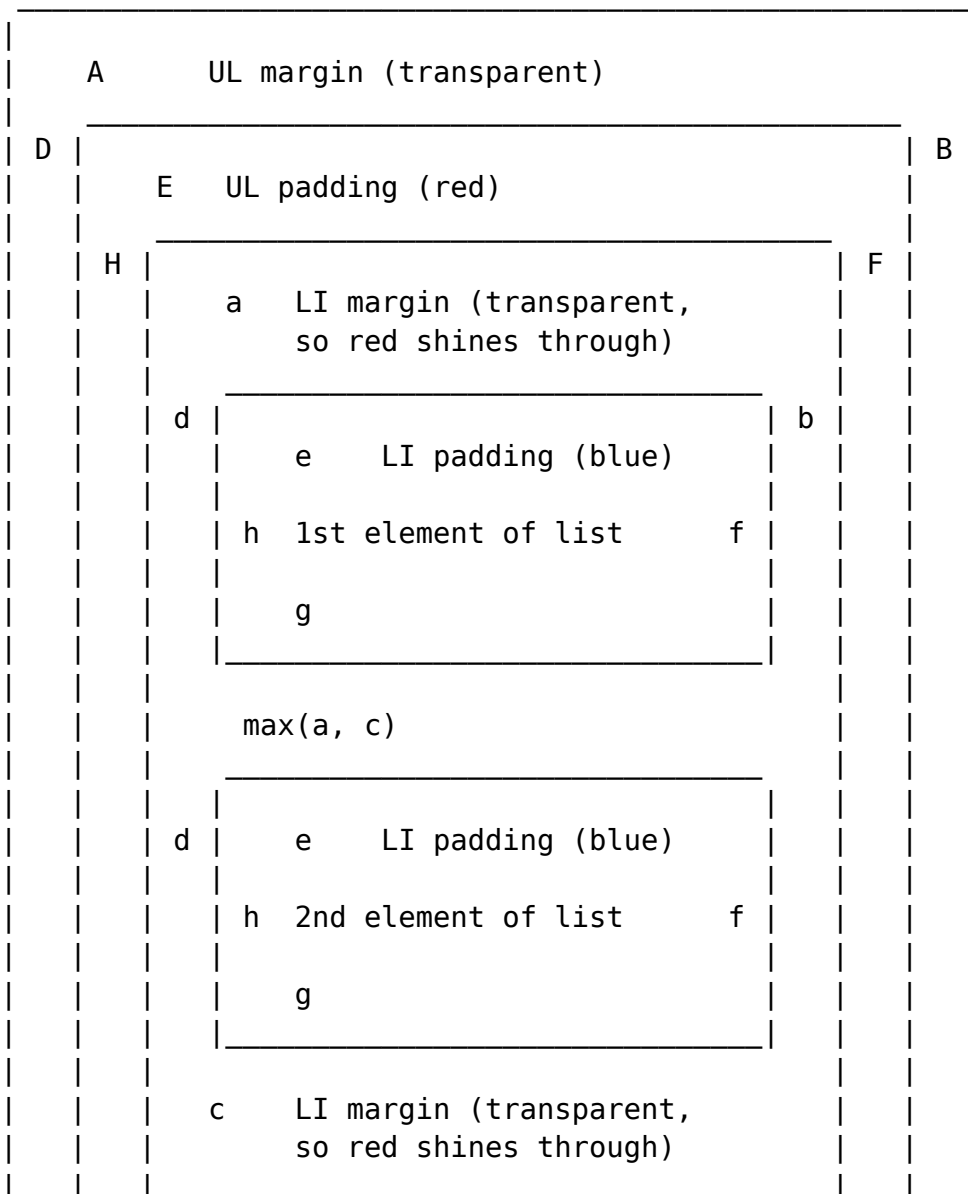 A UL margin (transparent)
D B
E UL padding (red)
H F
a LI margin (transparent,
so red shines through)
d b
e LI padding (blue)
h 1st element of list f
g
max(a, c)
d e LI padding (blue)
h 2nd element of list f
g
c LI margin (transparent,
so red shines through)